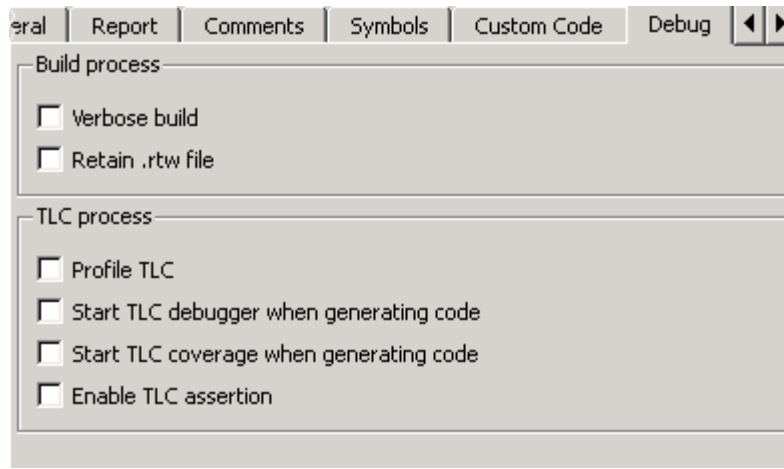 eral Report Comments Symbols Custom Code Debug
Build process
Verbose build
Retain .rtw file
TLC process
Profile TLC
Start TLC debugger when generating code
Start TLC coverage when generating code
Enable TLC assertion